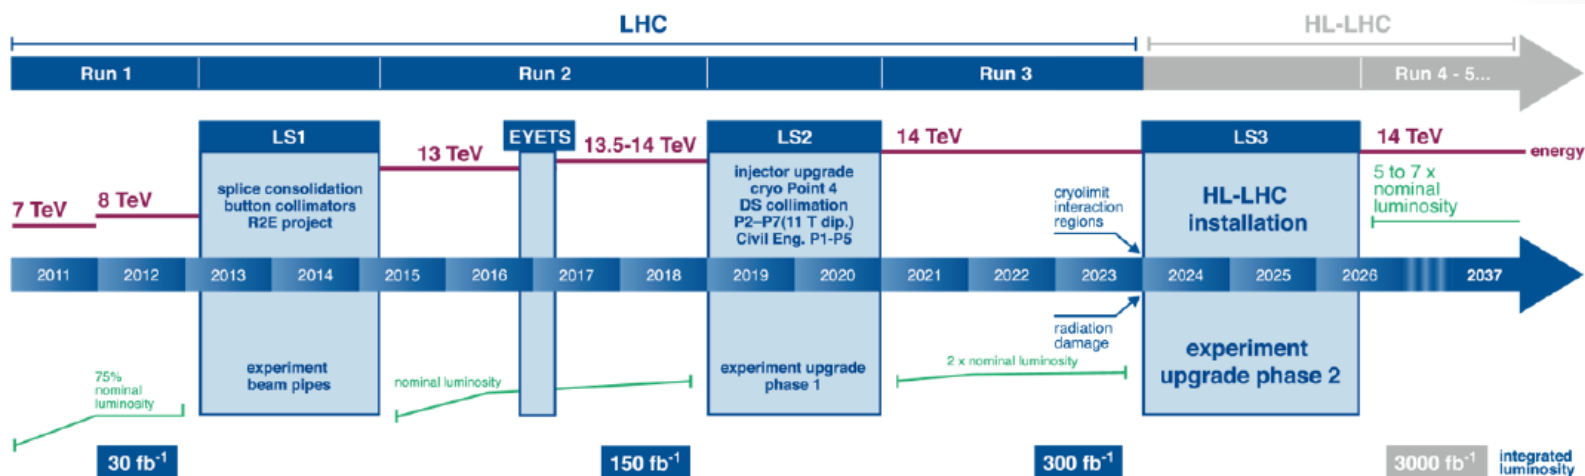 LHC
HL-LHC
Run 1
Run 2
Run 3
Run 4 - 5...
LS1
EYETS
LS2
LS3
7 TeV
8 TeV
13 TeV
13.5-14 TeV
14 TeV
14 TeV
energy
splice consolidation
button collimators
R2E project
injector upgrade
cryo Point 4
DS collimation
P2–P7(11 T dip.)
Civil Eng. P1-P5
cryolimit
interaction
regions
HL-LHC
installation
5 to 7 x
nominal
luminosity
2011
2012
2013
2014
2015
2016
2017
2018
2019
2020
2021
2022
2023
2024
2025
2026
2037
75%
nominal
luminosity
experiment
beam pipes
nominal luminosity
experiment upgrade
phase 1
2 x nominal luminosity
radiation
damage
experiment
upgrade phase 2
30 fb⁻¹
150 fb⁻¹
300 fb⁻¹
3000 fb⁻¹
integrated
luminosity